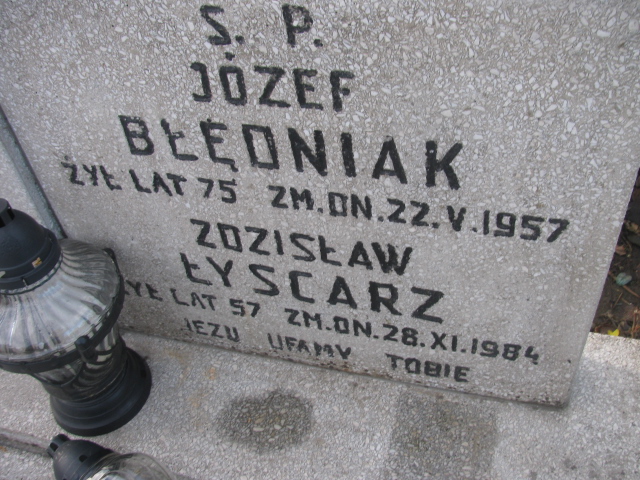 Ś. P.
JÓZEF
BŁĘDNIAK
ŻYŁ LAT 75 ZM.DN.22.V.1957
ZDZISŁAW
ŁYSCARZ
ŻYŁ LAT 57 ZM.DN.28.XI.1984
JEZU UFAMY TOBIE